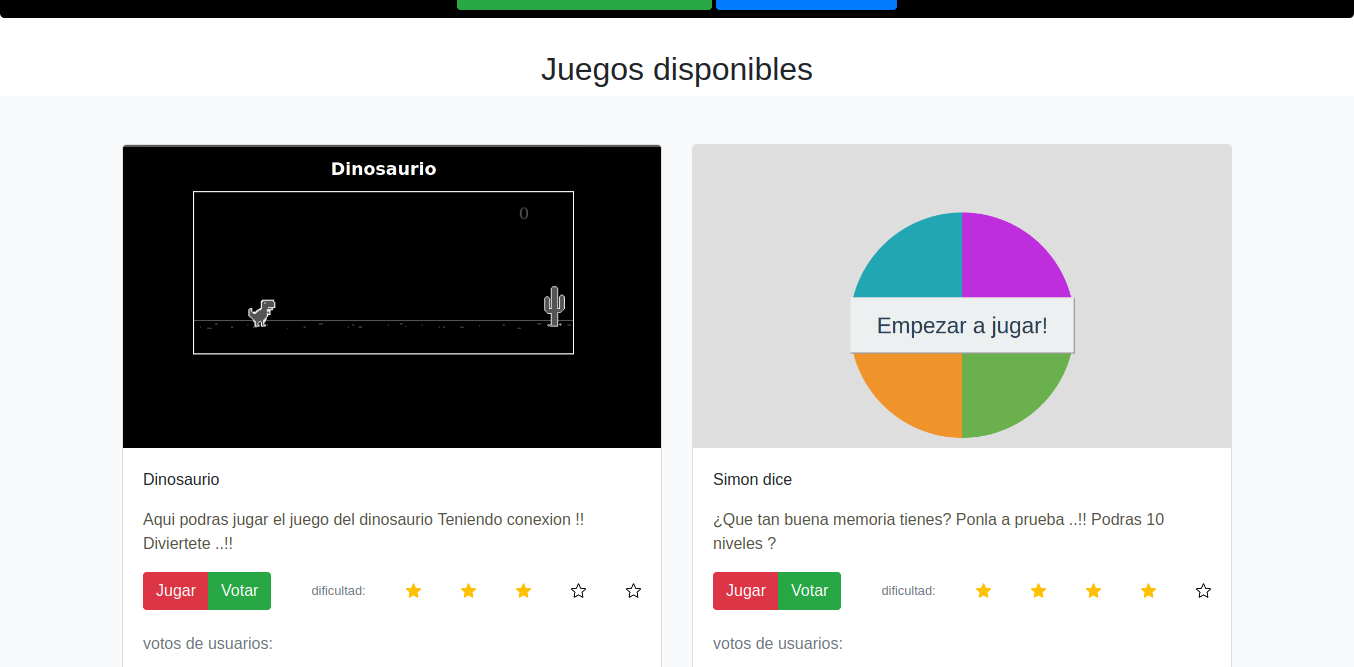 Juegos disponibles
Dinosaurio
0
Empezar a jugar!
Dinosaurio
Aqui podras jugar el juego del dinosaurio Teniendo conexion !!
Diviertete ..!!
Jugar Votar dificultad:
votos de usuarios:
Simon dice
¿Que tan buena memoria tienes? Ponla a prueba ..!! Podras 10
niveles ?
Jugar Votar dificultad:
votos de usuarios: